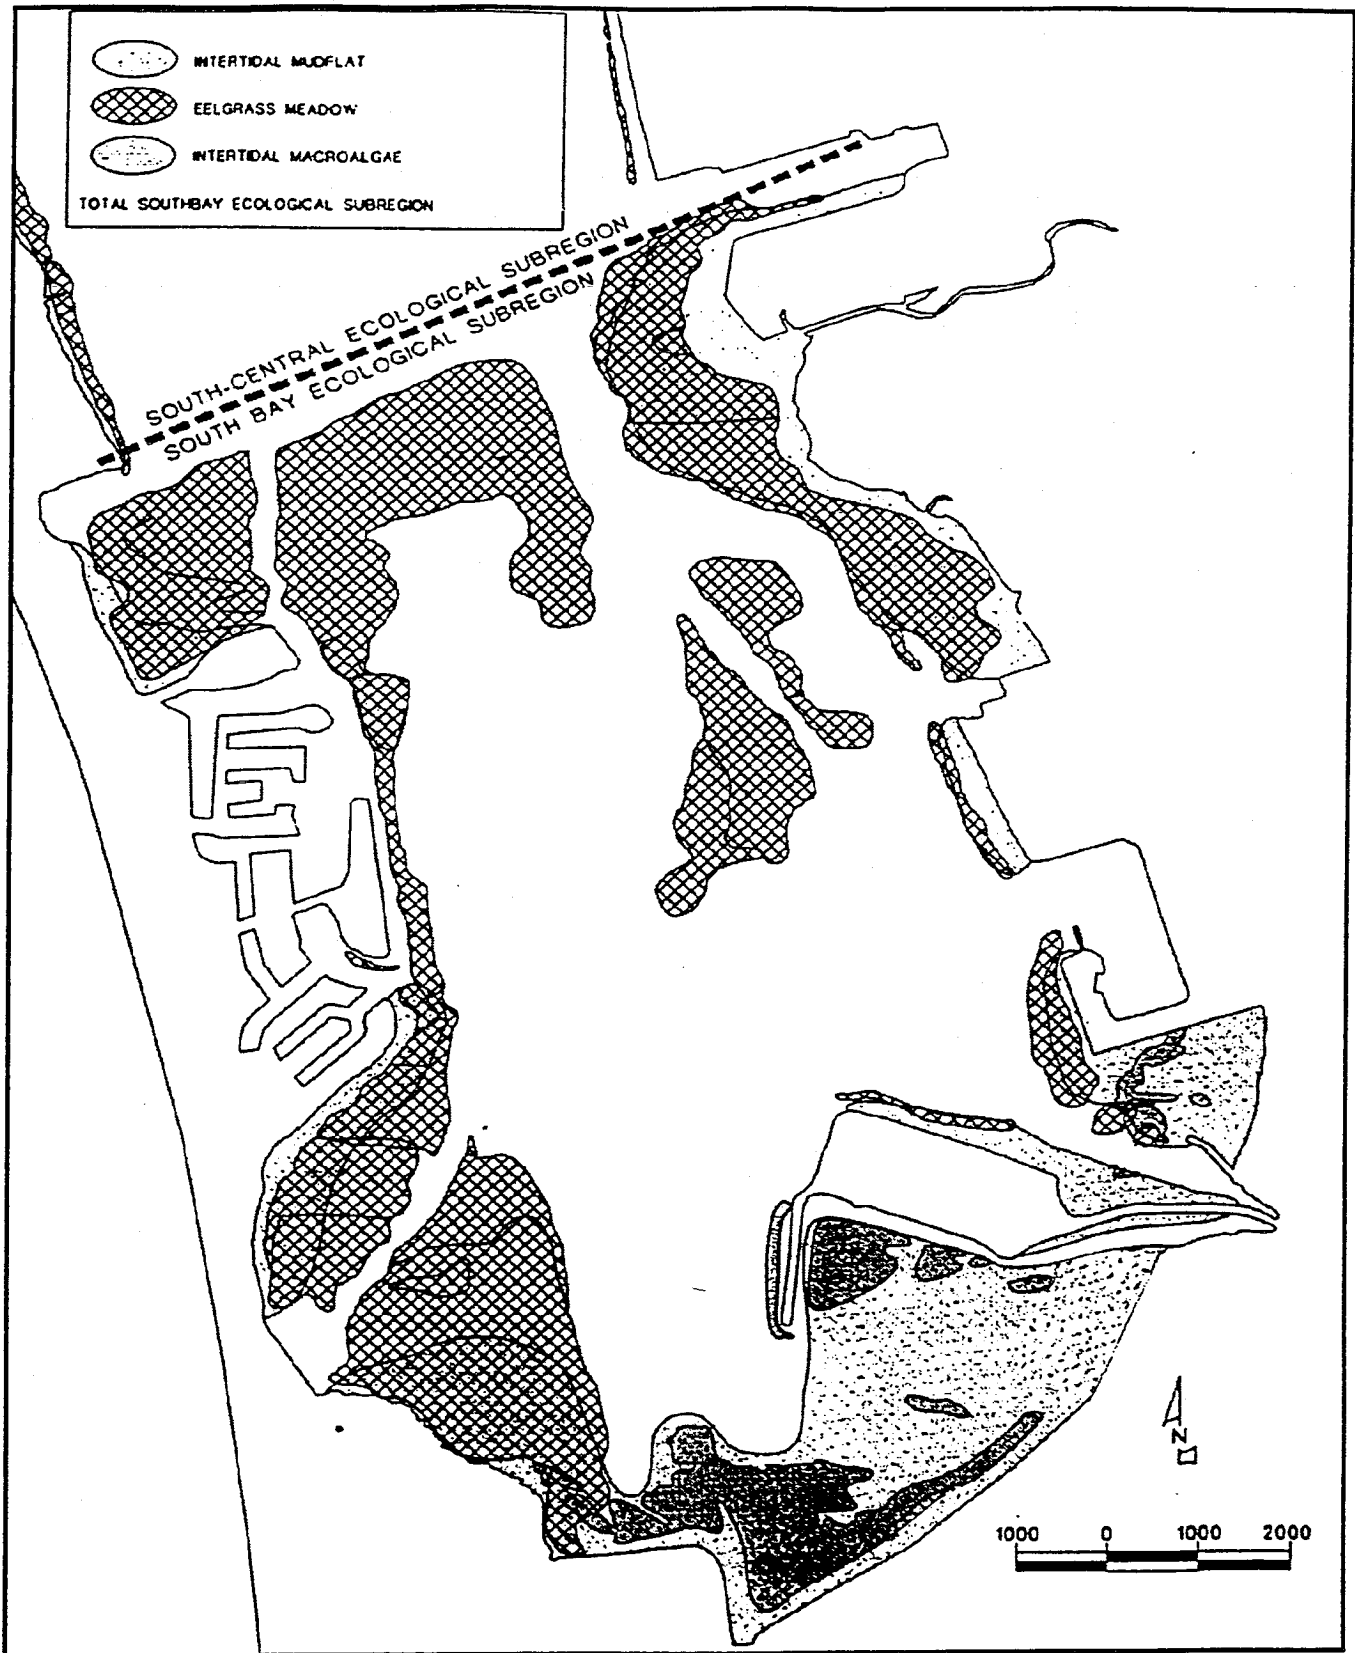 INTERTIDAL MUDFLAT
EELGRASS MEADOW
INTERTIDAL MACROALGAE
TOTAL SOUTHBAY ECOLOGICAL SUBREGION
SOUTH-CENTRAL ECOLOGICAL SUBREGION
SOUTH BAY ECOLOGICAL SUBREGION
N
1000 0 1000 2000